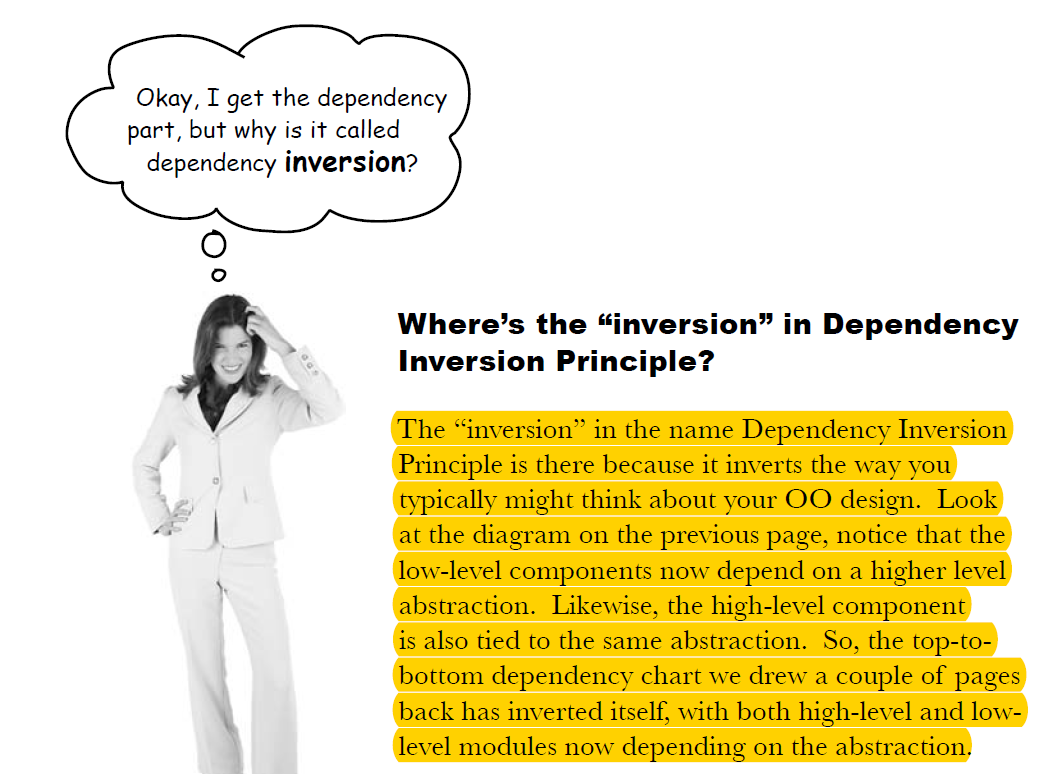 Okay, I get the dependency
part, but why is it called
dependency inversion?
Where’s the “inversion” in Dependency
Inversion Principle?
The “inversion” in the name Dependency Inversion
Principle is there because it inverts the way you
typically might think about your OO design.  Look
at the diagram on the previous page, notice that the
low-level components now depend on a higher level
abstraction.  Likewise, the high-level component
is also tied to the same abstraction.  So, the top-to-
bottom dependency chart we drew a couple of pages
back has inverted itself, with both high-level and low-
level modules now depending on the abstraction.